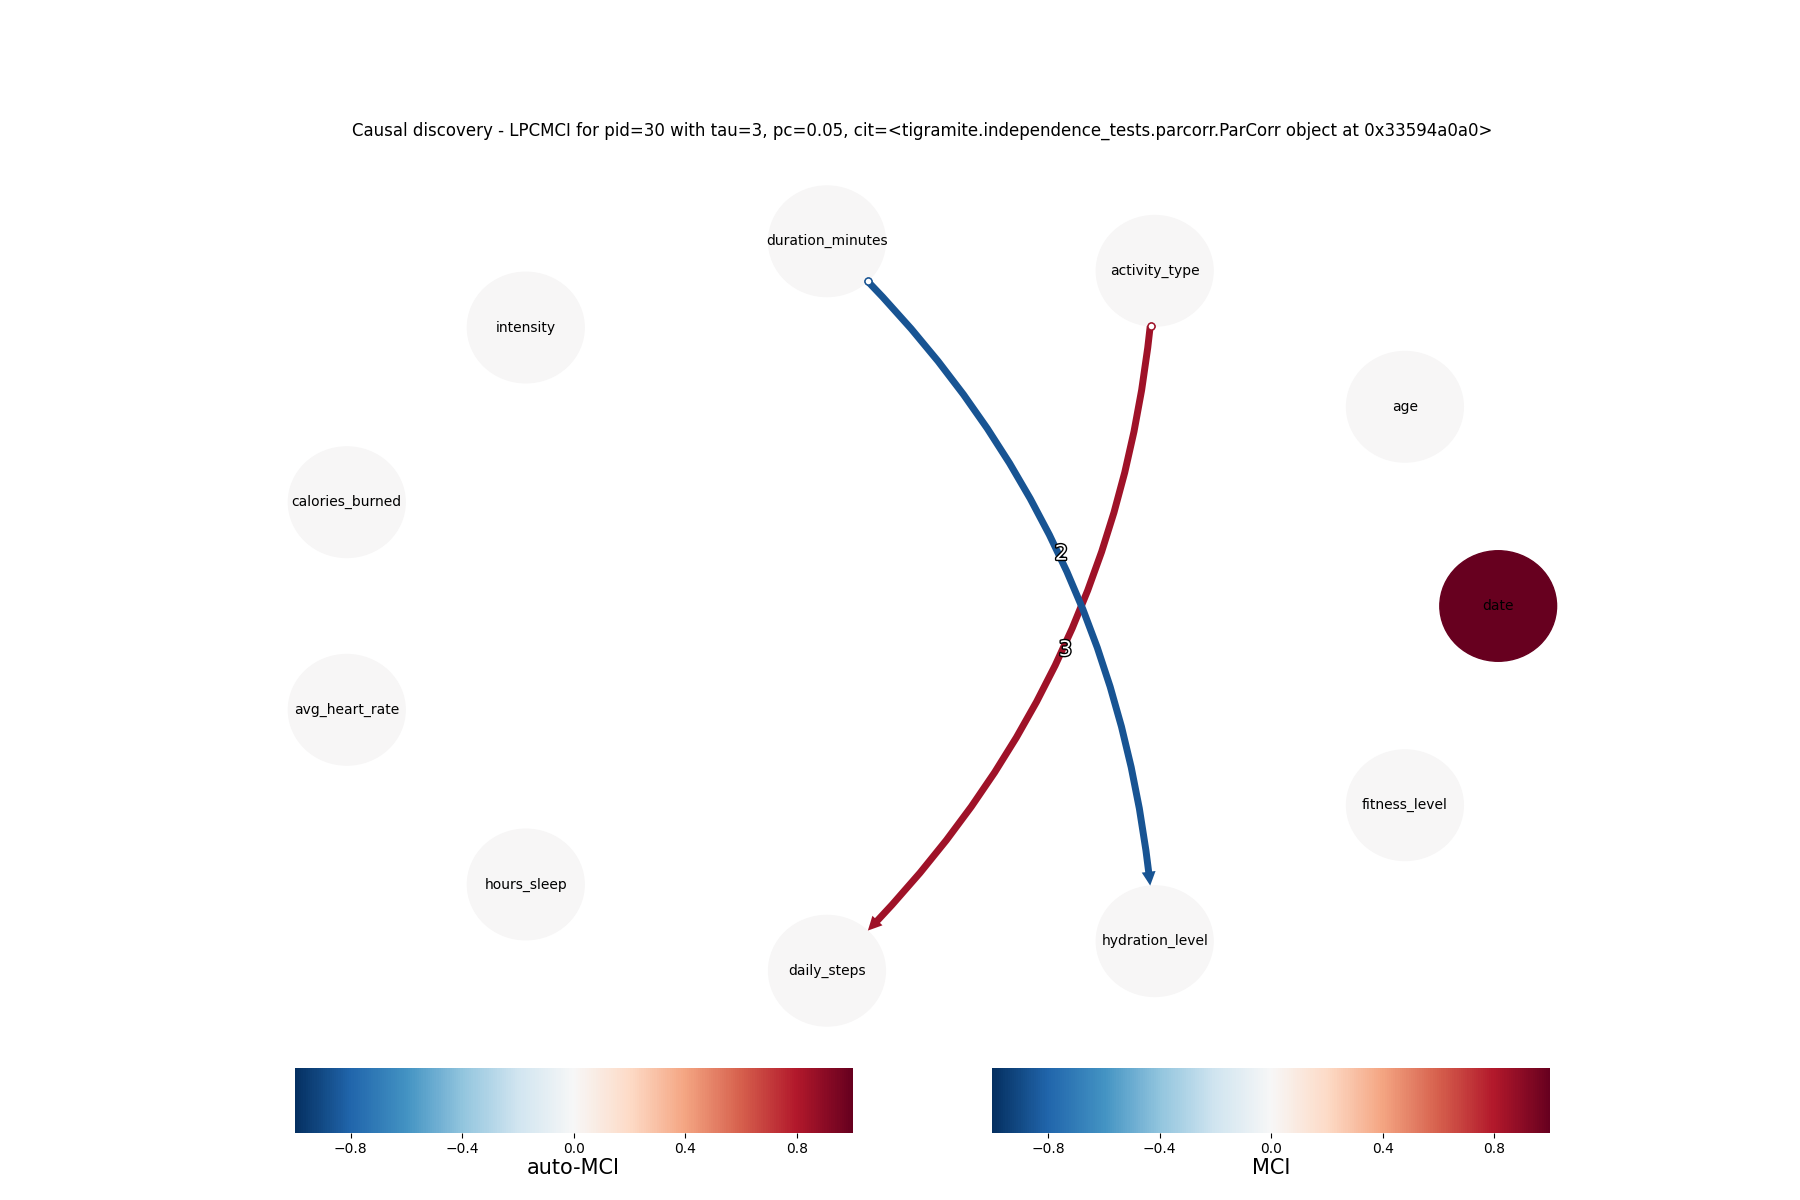 Causal discovery - LPCMCI for pid=30 with tau=3, pc=0.05, cit=<tigramite.independence_tests.parcorr.ParCorr object at 0x33594a0a0>
duration_minutes
activity_type
intensity
age
calories_burned
2
date
3
avg_heart_rate
fitness_level
hours_sleep
hydration_level
daily_steps
−0.8 −0.4 0.0 0.4 0.8
auto-MCI
−0.8 −0.4 0.0 0.4 0.8
MCI